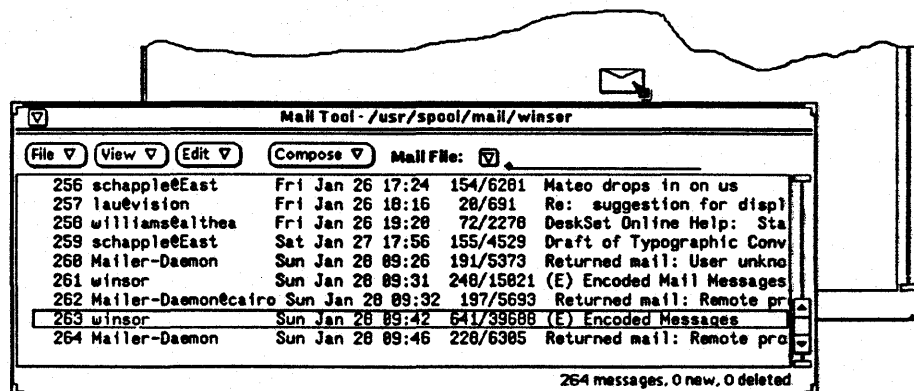 Mail Tool - /usr/spool/mail/winsor
File View Edit Compose Mail File:
256 schapple@East Fri Jan 26 17:24 154/6201 Mateo drops in on us
257 lau@vision Fri Jan 26 18:16 20/691 Re: suggestion for displ
258 williams@althea Fri Jan 26 19:20 72/2270 DeskSet Online Help: Sta
259 schapple@East Sat Jan 27 17:56 155/4529 Draft of Typographic Conv
260 Mailer-Daemon Sun Jan 28 09:26 191/5373 Returned mail: User unkno
261 winsor Sun Jan 28 09:31 248/15021 (E) Encoded Mail Messages
262 Mailer-Daemon@cairo Sun Jan 28 09:32 197/5693 Returned mail: Remote pr
263 winsor Sun Jan 28 09:42 641/39608 (E) Encoded Messages
264 Mailer-Daemon Sun Jan 28 09:46 220/6305 Returned mail: Remote pro
264 messages, 0 new, 0 deleted